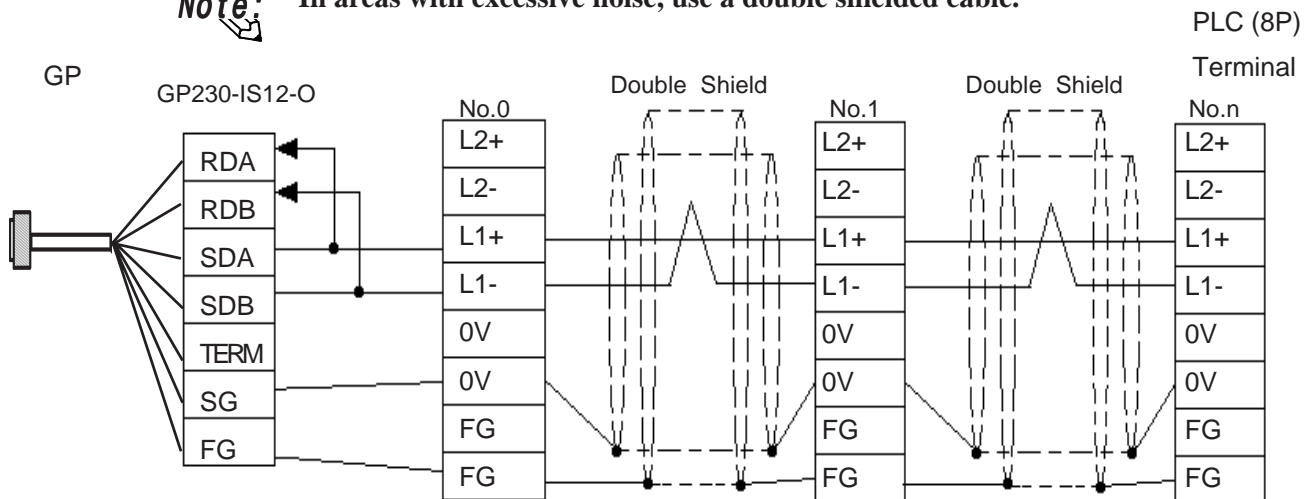 Note: In areas with excessive noise, use a double shielded cable.
PLC (8P)
Terminal
GP
GP230-IS12-O
RDA
RDB
SDA
SDB
TERM
SG
FG
No.0
L2+
L2-
L1+
L1-
0V
0V
FG
FG
Double Shield
No.1
L2+
L2-
L1+
L1-
0V
0V
FG
FG
Double Shield
No.n
L2+
L2-
L1+
L1-
0V
0V
FG
FG